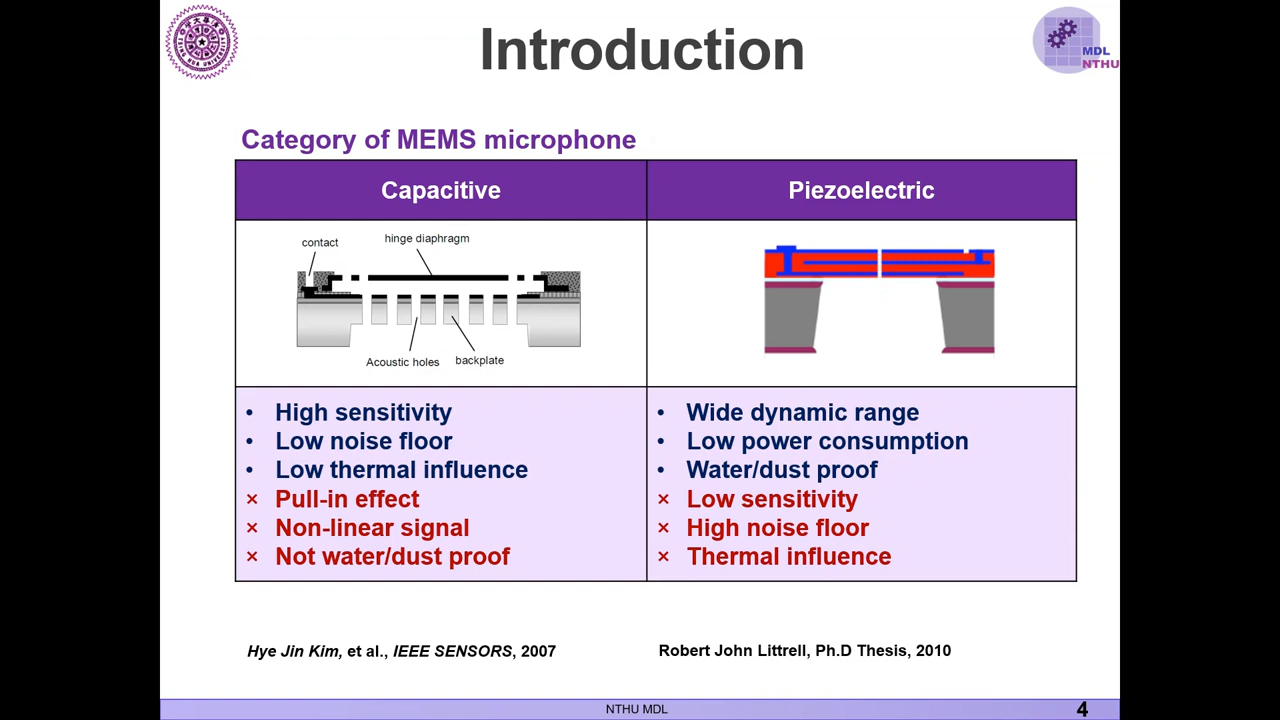 Introduction
MDL
NTHU
Category of MEMS microphone
Capacitive
Piezoelectric
contact
hinge diaphragm
Acoustic holes
backplate
• High sensitivity
• Low noise floor
• Low thermal influence
× Pull-in effect
× Non-linear signal
× Not water/dust proof
• Wide dynamic range
• Low power consumption
• Water/dust proof
× Low sensitivity
× High noise floor
× Thermal influence
Hye Jin Kim, et al., IEEE SENSORS, 2007
Robert John Littrell, Ph.D Thesis, 2010
NTHU MDL
4